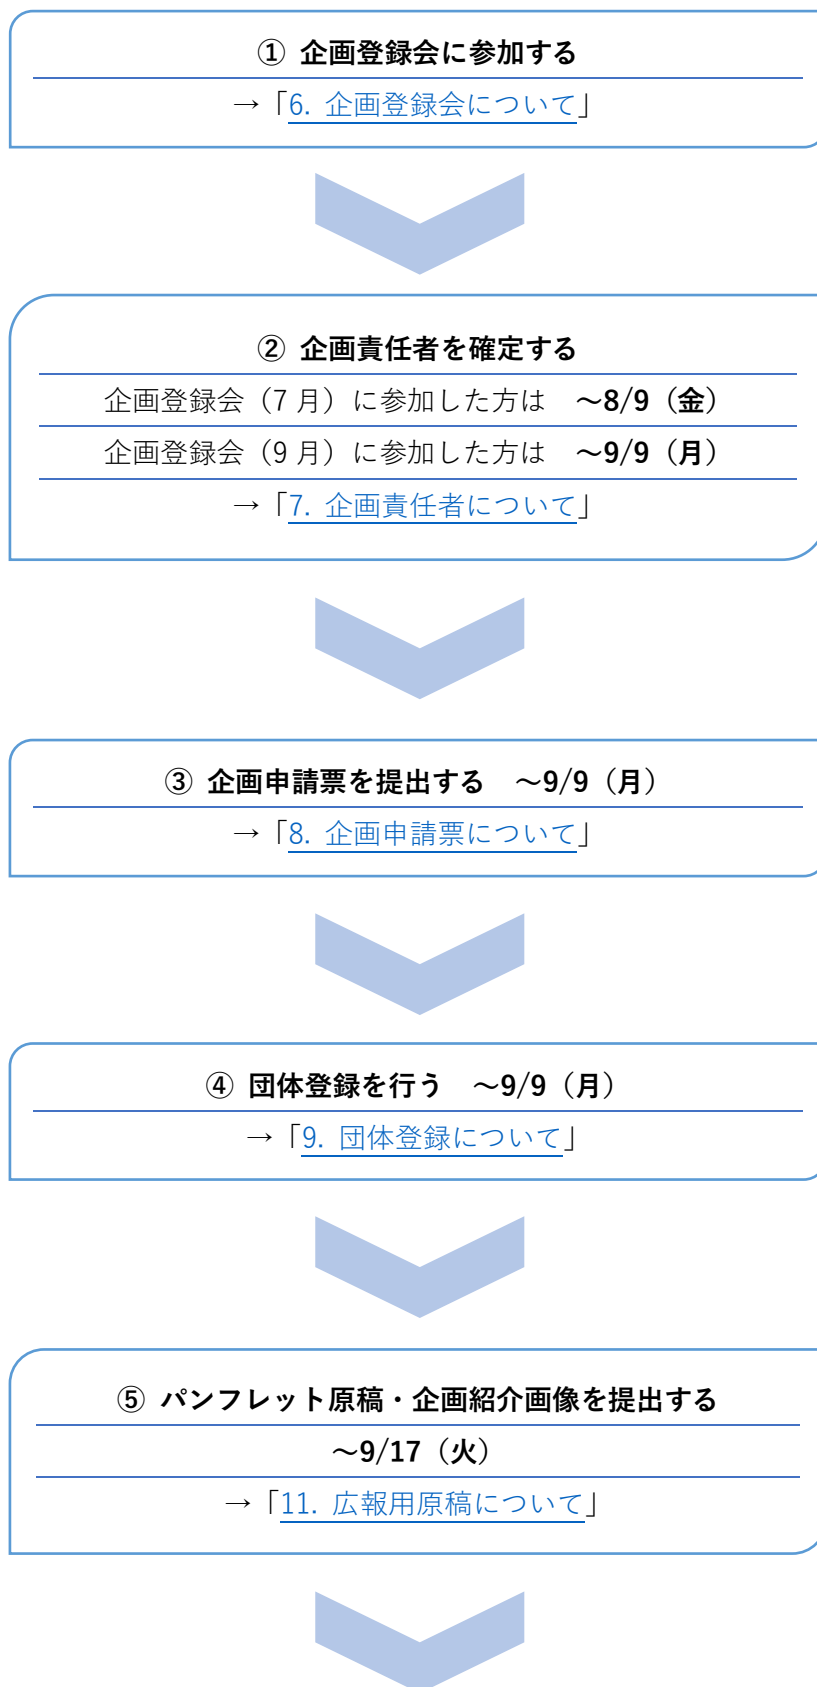 ① 企画登録会に参加する
→「6. 企画登録会について」
② 企画責任者を確定する
企画登録会（7 月）に参加した方は　～8/9（金）
企画登録会（9 月）に参加した方は　～9/9（月）
→「7. 企画責任者について」
③ 企画申請票を提出する　～9/9（月）
→「8. 企画申請票について」
④ 団体登録を行う　～9/9（月）
→「9. 団体登録について」
⑤ パンフレット原稿・企画紹介画像を提出する
～9/17（火）
→「11. 広報用原稿について」